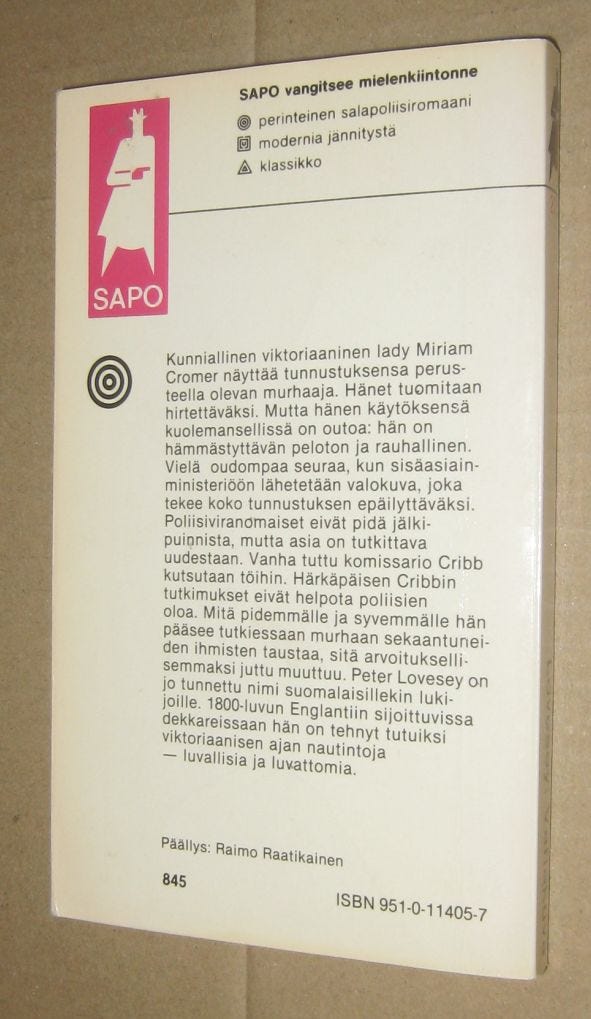 SAPO vangitsee mielenkiintonne
perinteinen salapoliisiromaani
modernia jännitystä
klassikko
SAPO
Kunniallinen viktoriaaninen lady Miriam
Cromer näyttää tunnustuksensa perus-
teella olevan murhaaja. Hänet tuomitaan
hirtettäväksi. Mutta hänen käytöksensä
kuolemansellissä on outoa: hän on
hämmästyttävän peloton ja rauhallinen.
Vielä oudompaa seuraa, kun sisäasiain-
ministeriöön lähetetään valokuva, joka
tekee koko tunnustuksen epäilyttäväksi.
Poliisiviranomaiset eivät pidä jälki-
puinnista, mutta asia on tutkittava
uudestaan. Vanha tuttu komissario Cribb
kutsutaan töihin. Härkäpäisen Cribbin
tutkimukset eivät helpota poliisien
oloa. Mitä pidemmälle ja syvemmälle hän
pääsee tutkiessaan murhaan sekaantunei-
den ihmisten taustaa, sitä arvoitukselli-
semmaksi juttu muuttuu. Peter Lovesey on
jo tunnettu nimi suomalaisillekin luki-
joille. 1800-luvun Englantiin sijoittuvissa
dekkareissaan hän on tehnyt tutuiksi
viktoriaanisen ajan nautintoja
— luvallisia ja luvattomia.
Päällys: Raimo Raatikainen
845
ISBN 951-0-11405-7